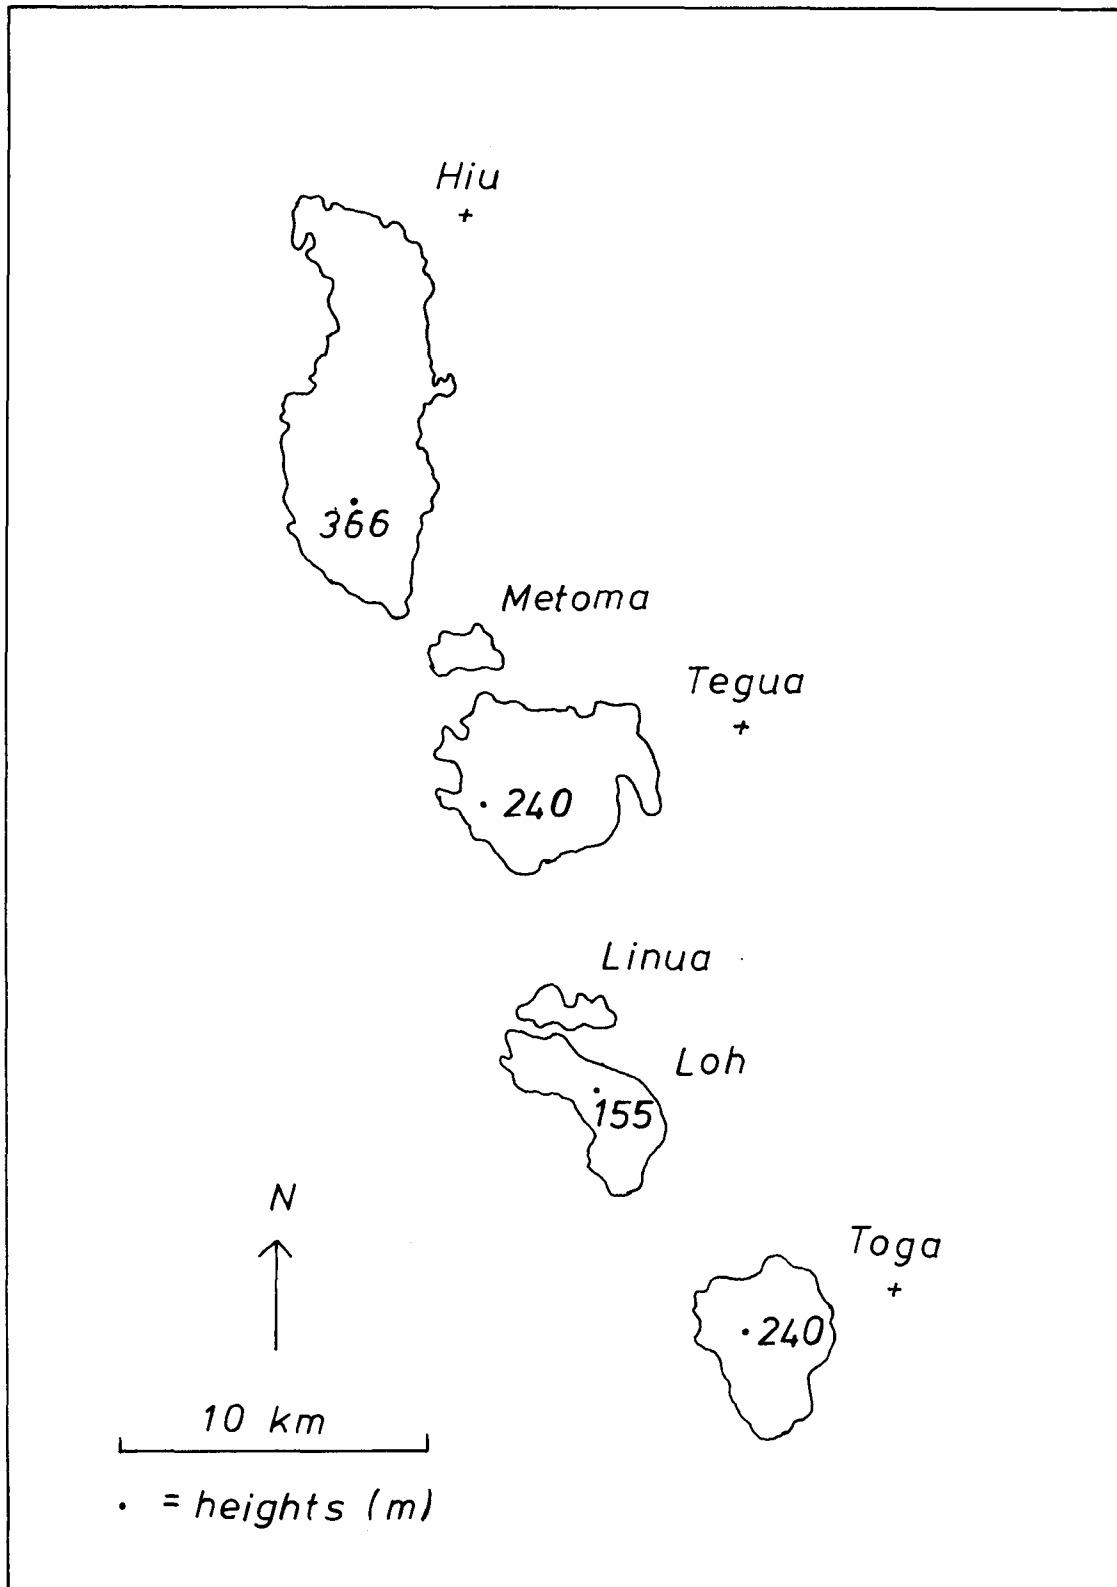 Hiu
+
366
Metoma
Tegua
+
240
Linua
Loh
155
N
Toga
+
240
10 km
. = heights (m)